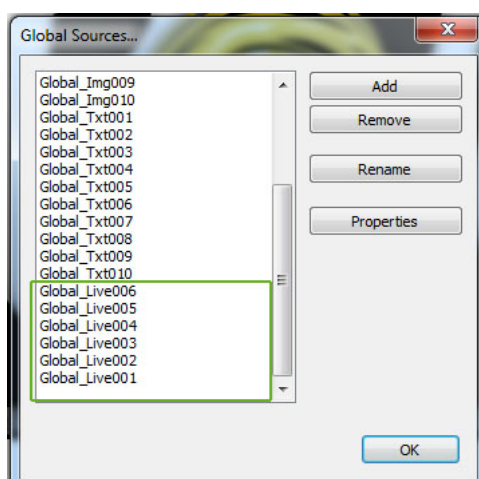 Global Sources...
Global_Img009
Global_Img010
Global_Txt001
Global_Txt002
Global_Txt003
Global_Txt004
Global_Txt005
Global_Txt006
Global_Txt007
Global_Txt008
Global_Txt009
Global_Txt010
Global_Live006
Global_Live005
Global_Live004
Global_Live003
Global_Live002
Global_Live001
Add
Remove
Rename
Properties
OK